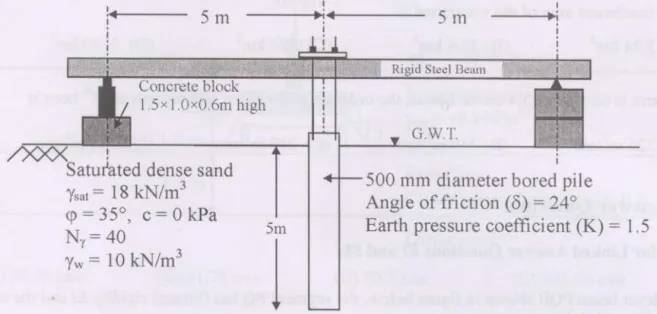 5 m
5 m
Rigid Steel Beam
Concrete block
1.5×1.0×0.6m high
G.W.T.
Saturated dense sand
γsat = 18 kN/m³
φ = 35°, c = 0 kPa
Nγ = 40
γw = 10 kN/m³
5m
500 mm diameter bored pile
Angle of friction (δ) = 24°
Earth pressure coefficient (K) = 1.5